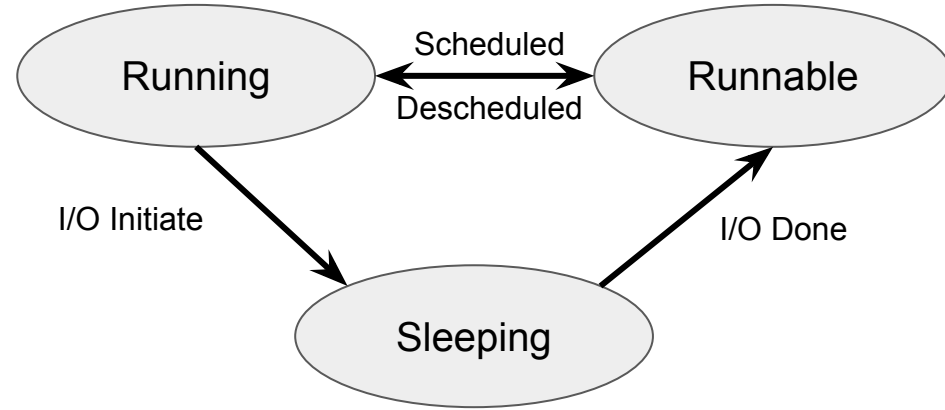 Running
Scheduled
Descheduled
Runnable
I/O Initiate
I/O Done
Sleeping